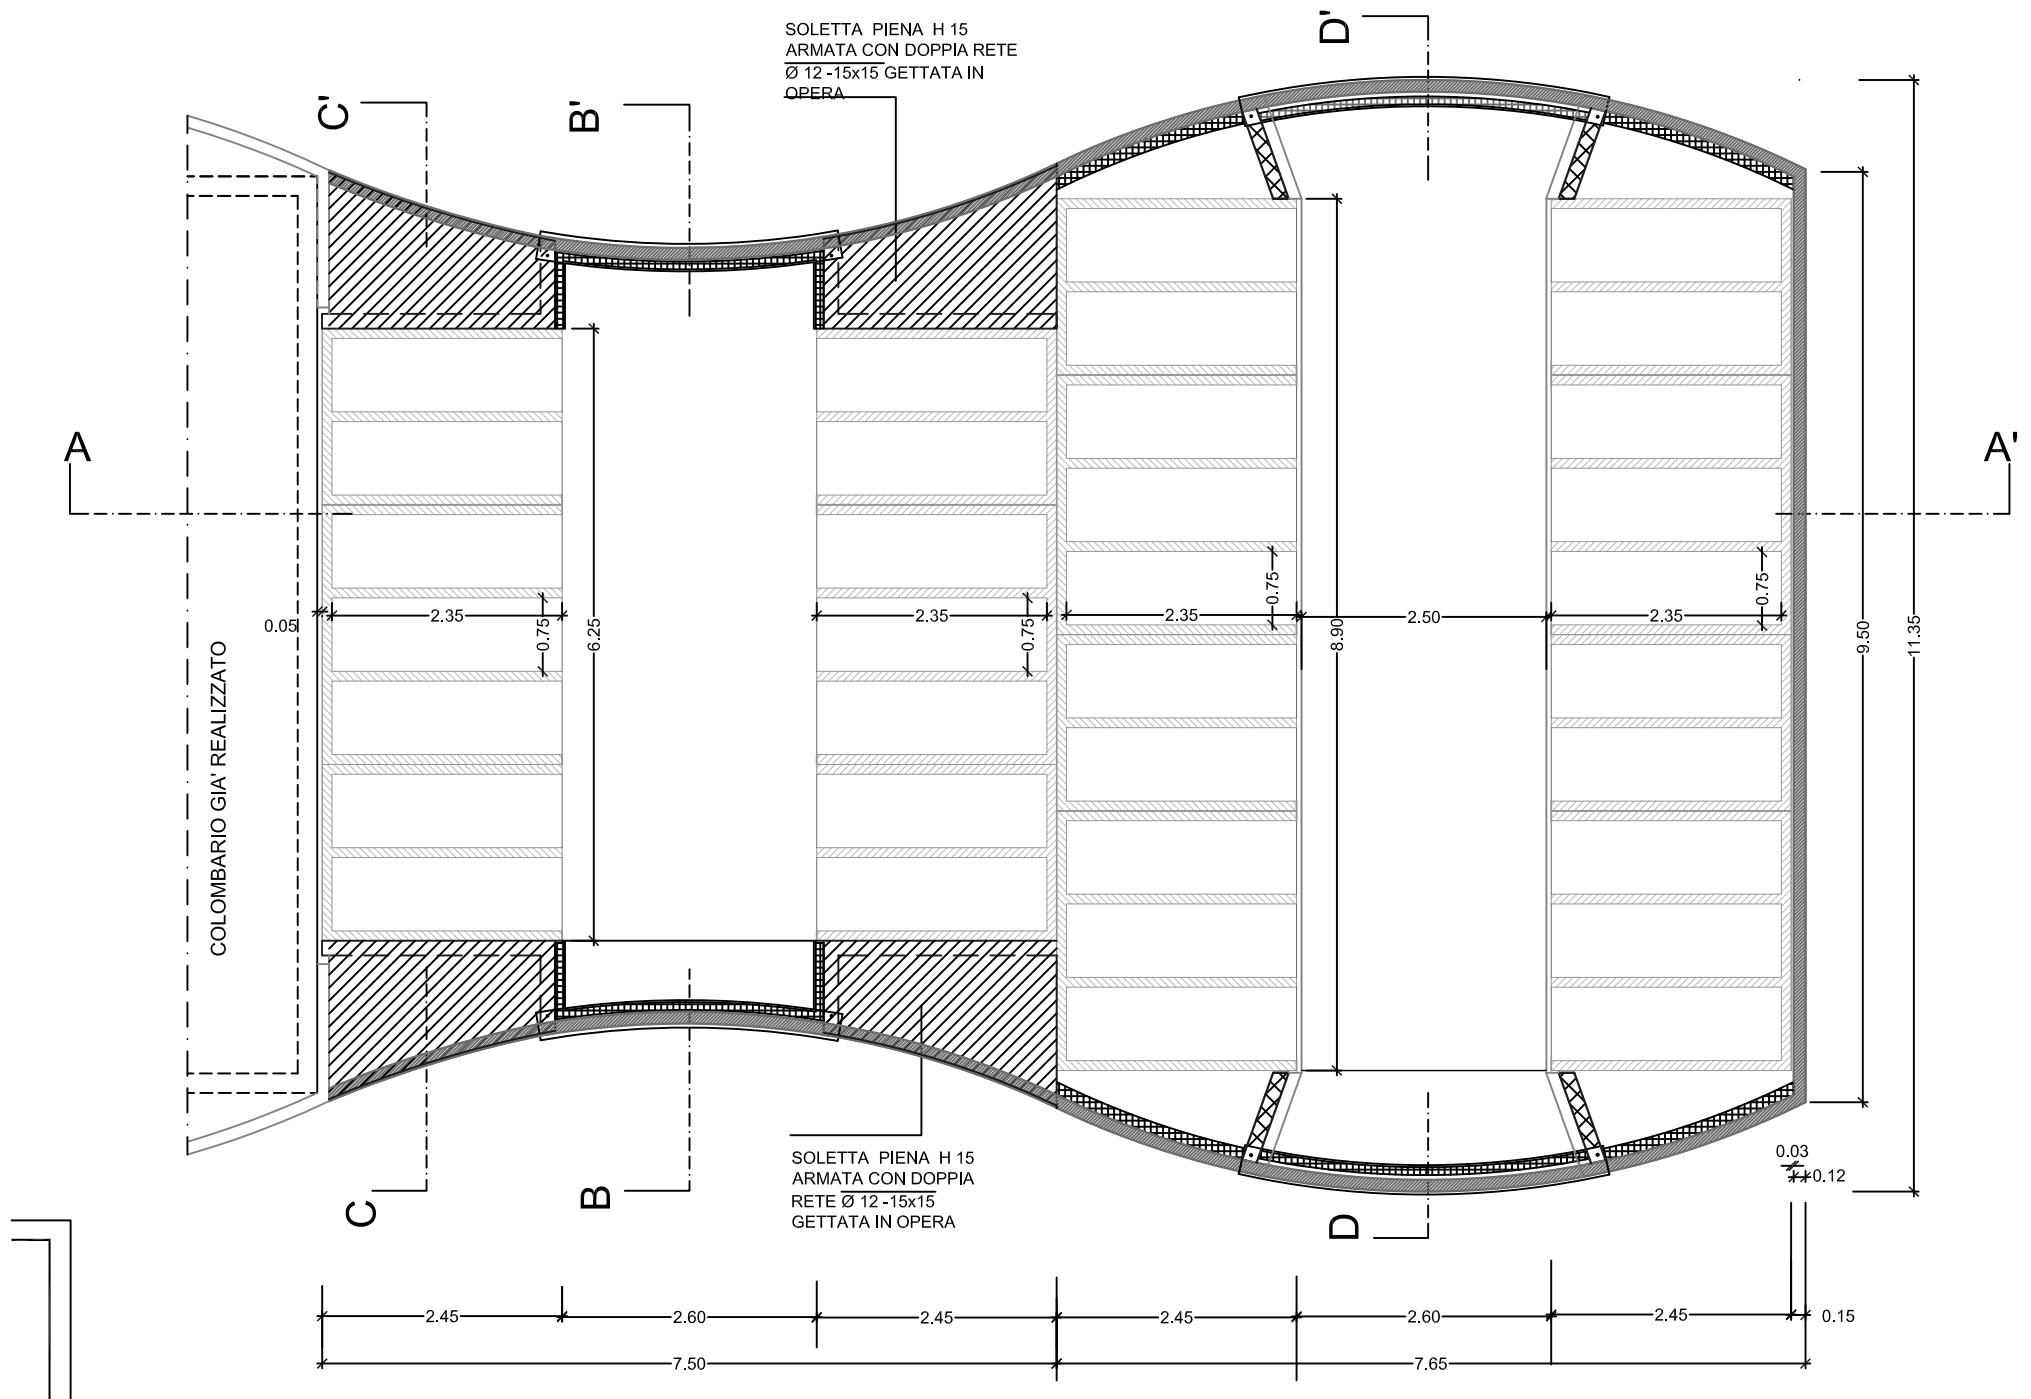 SOLETTA PIENA H 15
ARMATA CON DOPPIA RETE
Ø 12 -15x15 GETTATA IN
OPERA
D'
C'
B'
A
A'
0.05
2.35
0.75
6.25
2.35
0.75
2.35
0.75
8.90
2.50
2.35
0.75
9.50
11.35
COLOMBARIO GIA' REALIZZATO
SOLETTA PIENA H 15
ARMATA CON DOPPIA
RETE Ø 12 -15x15
GETTATA IN OPERA
0.03
0.12
C
B
D
2.45
2.60
2.45
2.45
2.60
2.45
0.15
7.50
7.65